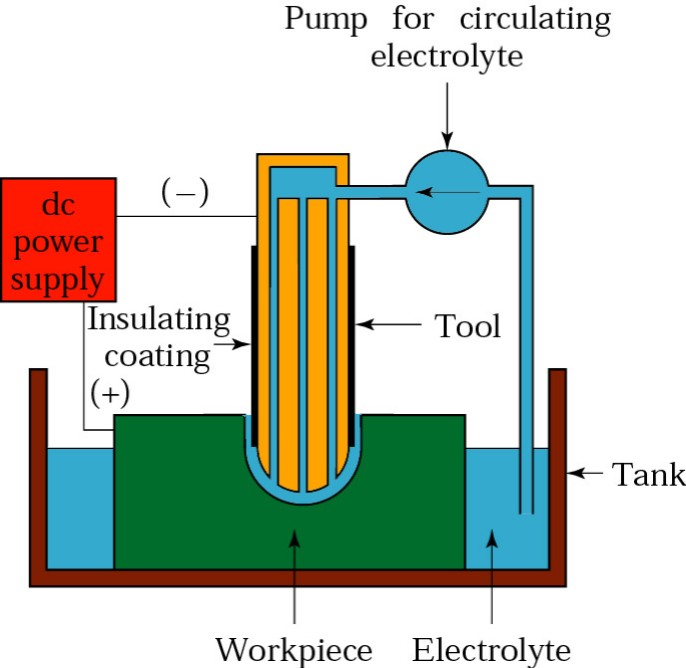 Pump for circulating
electrolyte
(−)
dc
power
supply
Insulating
coating
Tool
(+)
Tank
Workpiece
Electrolyte